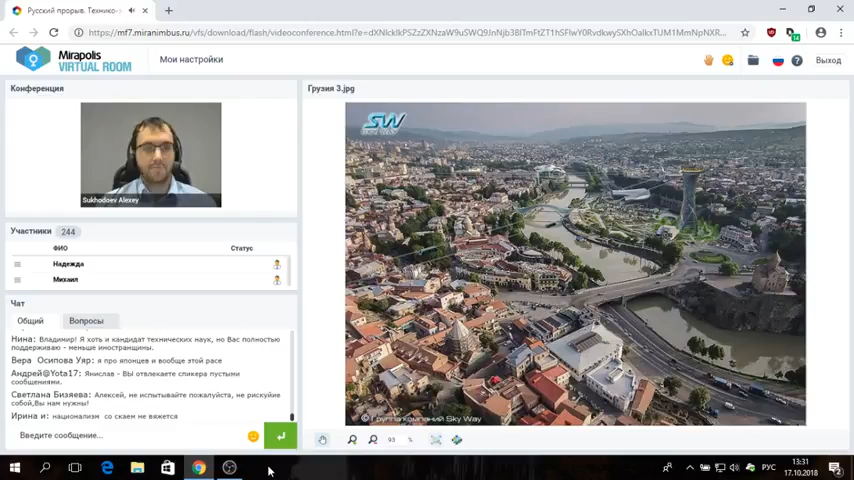 Русский прорыв. Технико-
https://mf7.miranimbus.ru/vfs/download/flash/videoconference.html?e=
Mirapolis
VIRTUAL ROOM
Мои настройки
Выход
Конференция
Sukhodoev Alexey
Участники 244
ФИО Статус
Надежда
Михаил
Чат
Общий Вопросы
Нина: Владимир! Я хоть и кандидат технических наук, но Вас полностью
поддерживаю - меньше иностранщины.
Вера Осипова Уяр: я про японцев и вообще этой расе
Андрей@Yota17: Янислав - ВЫ отвлекаете спикера пустыми
сообщениями.
Светлана Бизяева: Алексей, не испытывайте пожалуйста, не рискуйте
собой,Вы нам нужны!
Ирина и: национализм со скаем не вяжется
Введите сообщение...
Грузия 3.jpg
SW
© Группа компаний Sky Way
93 %
РУС
13:31
17.10.2018
2